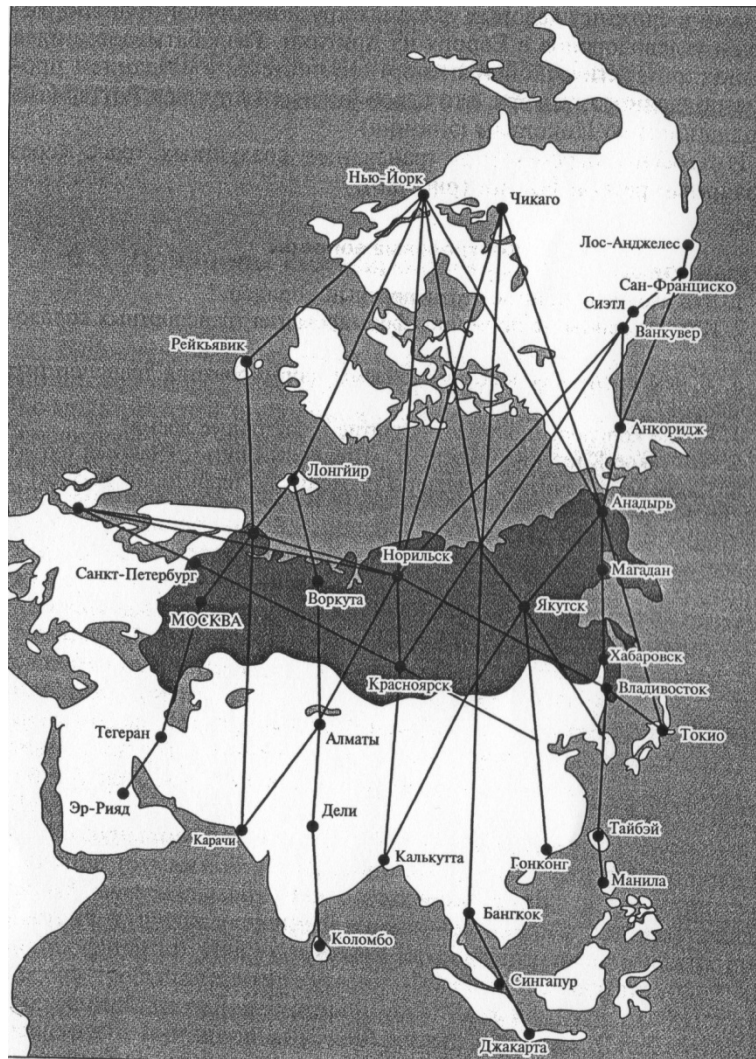 Нью-Йорк
Чикаго
Лос-Анджелес
Сан-Франциско
Сиэтл
Ванкувер
Рейкьявик
Анкоридж
Лонгйир
Анадырь
Санкт-Петербург
Норильск
Магадан
МОСКВА
Воркута
Якутск
Хабаровск
Красноярск
Владивосток
Тегеран
Алматы
Токио
Эр-Рияд
Дели
Карачи
Калькутта
Гонконг
Тайбэй
Манила
Бангкок
Коломбо
Сингапур
Джакарта